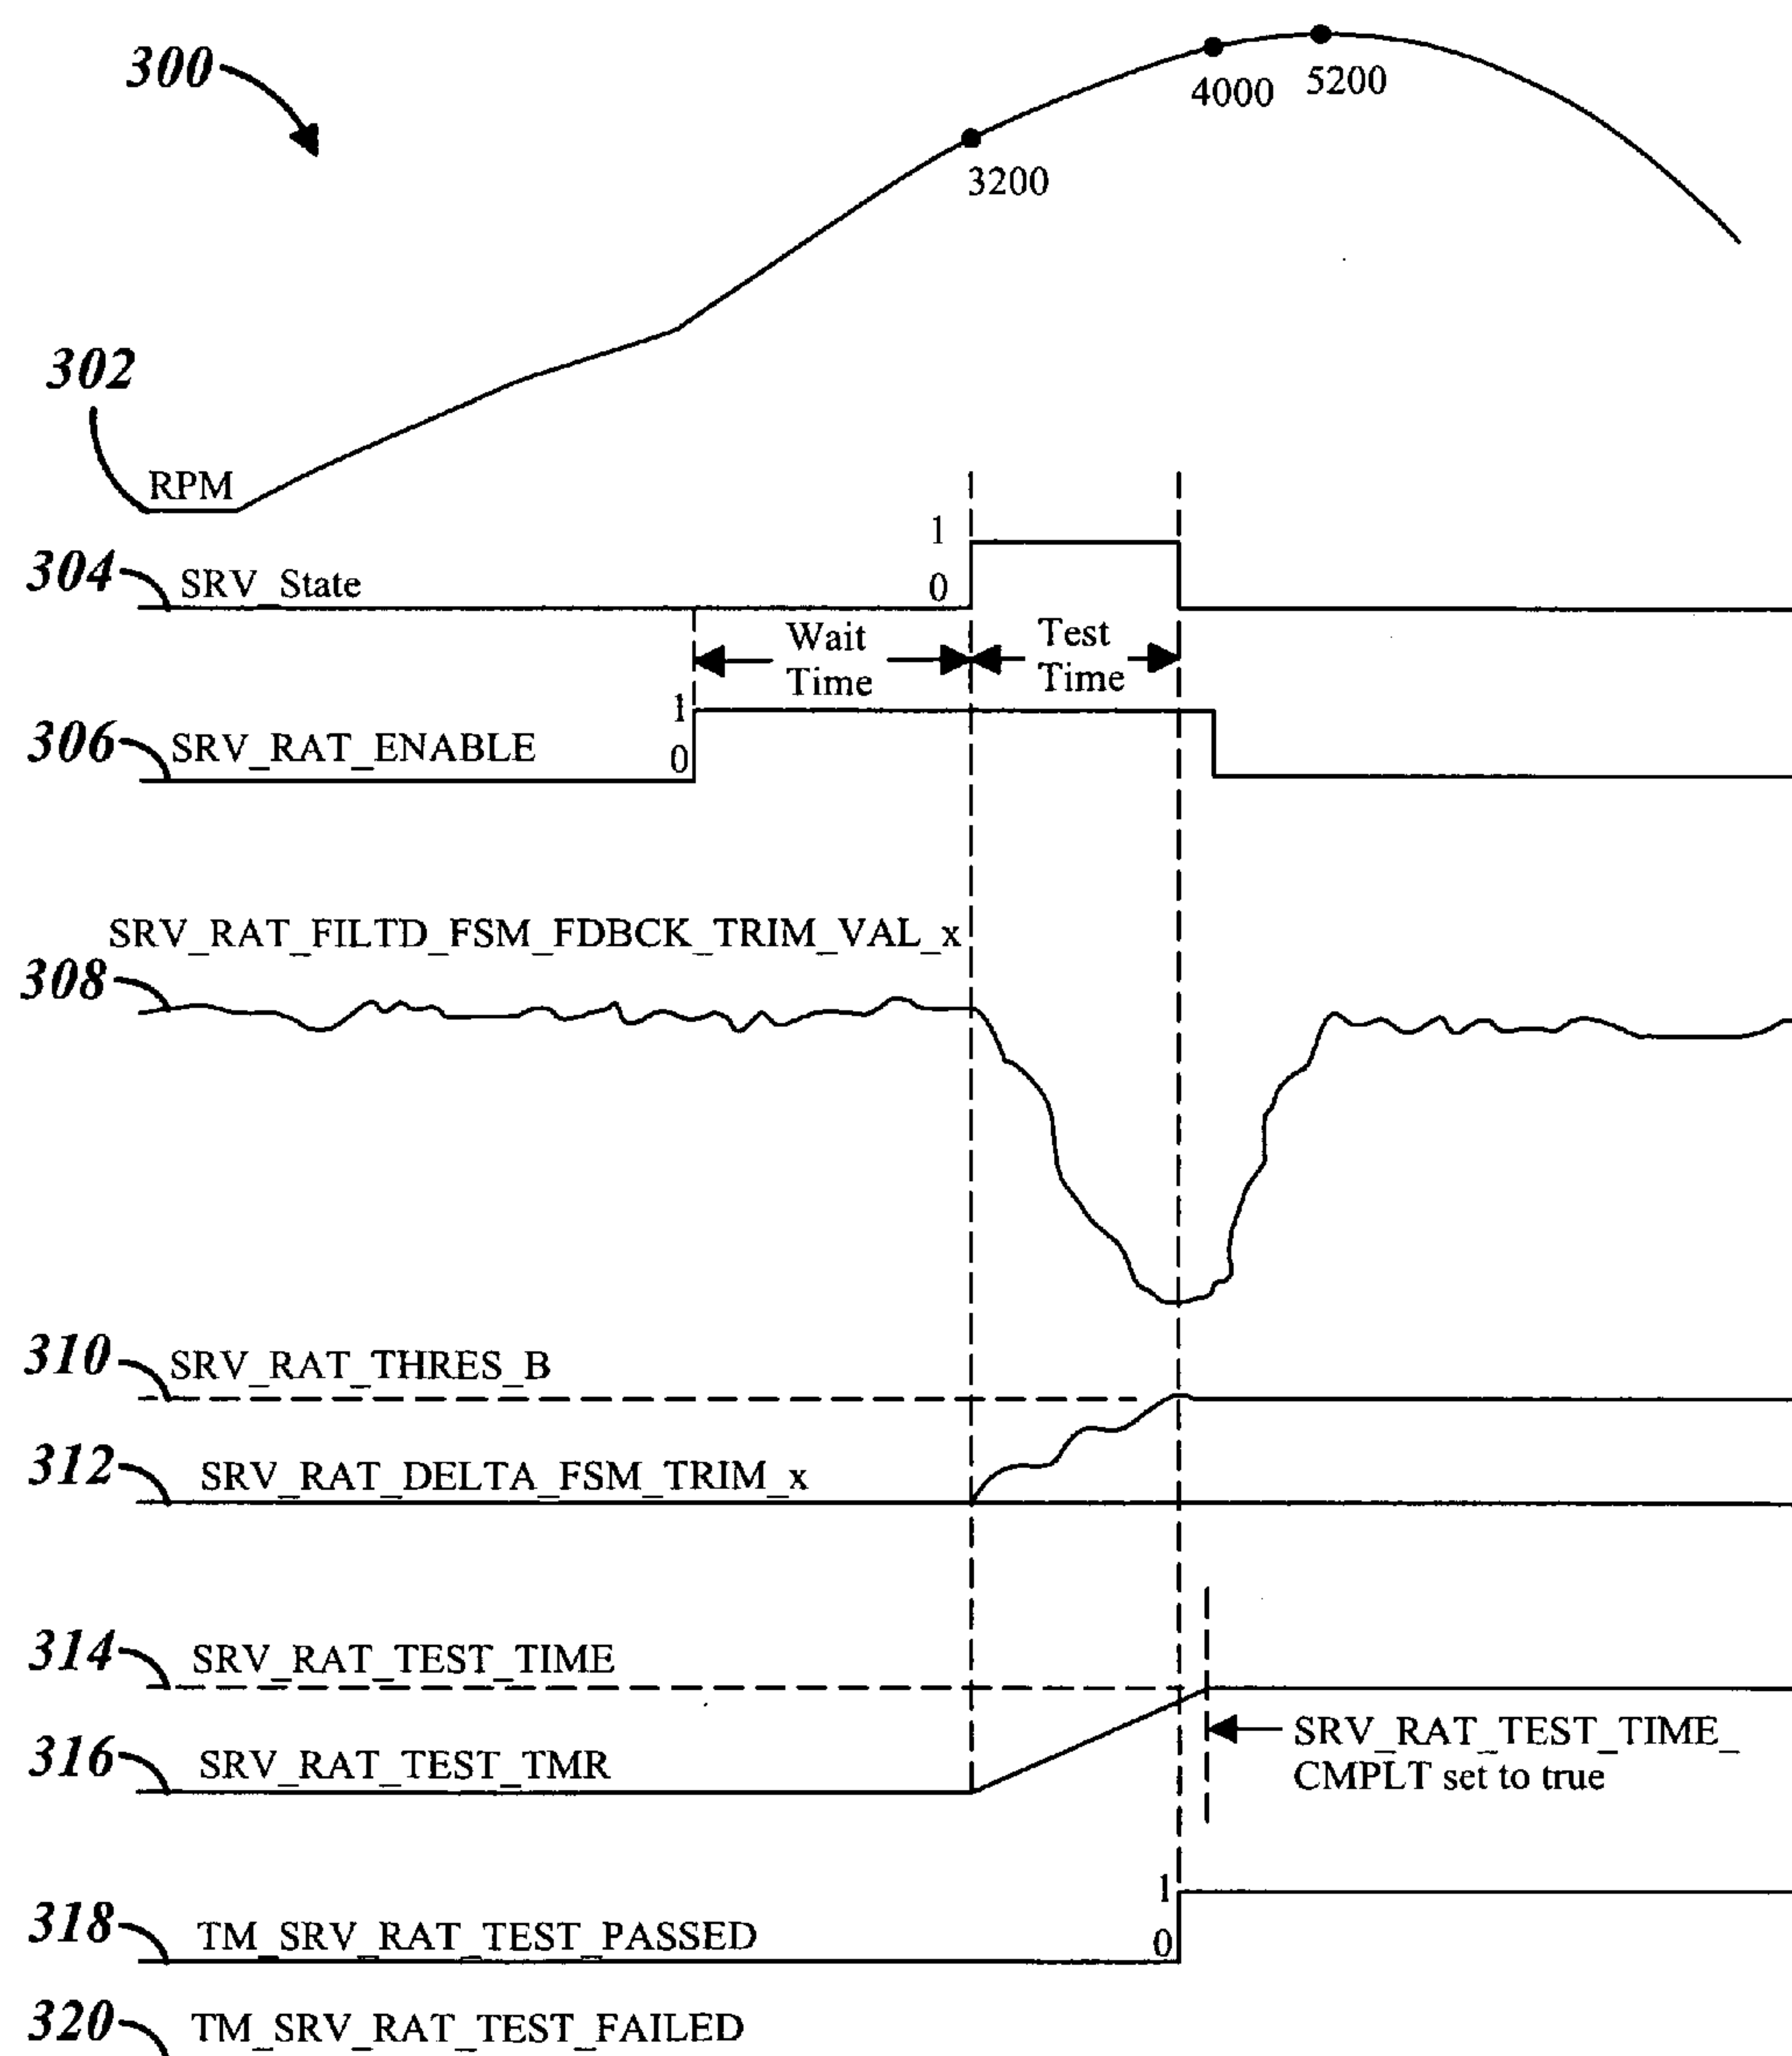 300
4000
5200
3200
302
RPM
1
304
SRV_State
0
Wait
Time
Test
Time
1
306
SRV_RAT_ENABLE
0
SRV_RAT_FILTD_FSM_FDBCK_TRIM_VAL_x
308
310
SRV_RAT_THRES_B
312
SRV_RAT_DELTA_FSM_TRIM_x
314
SRV_RAT_TEST_TIME
SRV_RAT_TEST_TIME_
CMPLT set to true
316
SRV_RAT_TEST_TMR
1
318
TM_SRV_RAT_TEST_PASSED
0
320
TM_SRV_RAT_TEST_FAILED